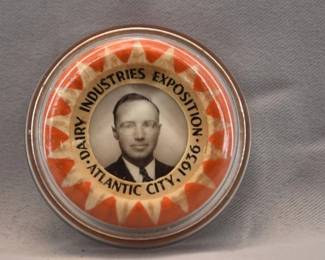 DAIRY INDUSTRIES EXPOSITION
· ATLANTIC CITY, 1936 ·